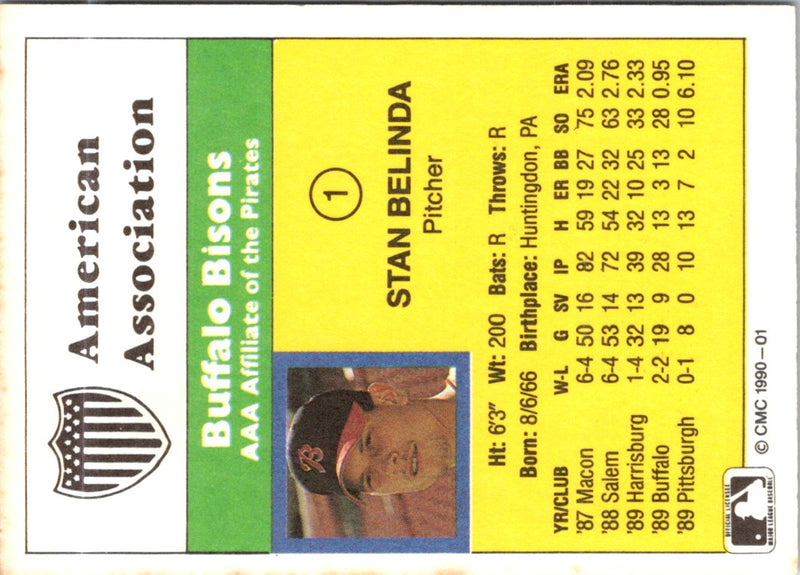 American
Association
Buffalo Bisons
AAA Affiliate of the Pirates
1
STAN BELINDA
Pitcher
B
Ht: 6'3" Wt: 200 Bats: R Throws: R
Born: 8/6/66 Birthplace: Huntingdon, PA
YR/CLUB W-L G SV IP H ER BB SO ERA
'87 Macon 6-4 50 16 82 59 19 27 75 2.09
'88 Salem 6-4 53 14 72 54 22 32 63 2.76
'89 Harrisburg 1-4 32 13 39 32 10 25 33 2.33
'89 Buffalo 2-2 19 9 28 13 3 13 28 0.95
'89 Pittsburgh 0-1 8 0 10 13 7 2 10 6.10
© CMC 1990-01
OFFICIAL LICENSEE
MAJOR LEAGUE BASEBALL